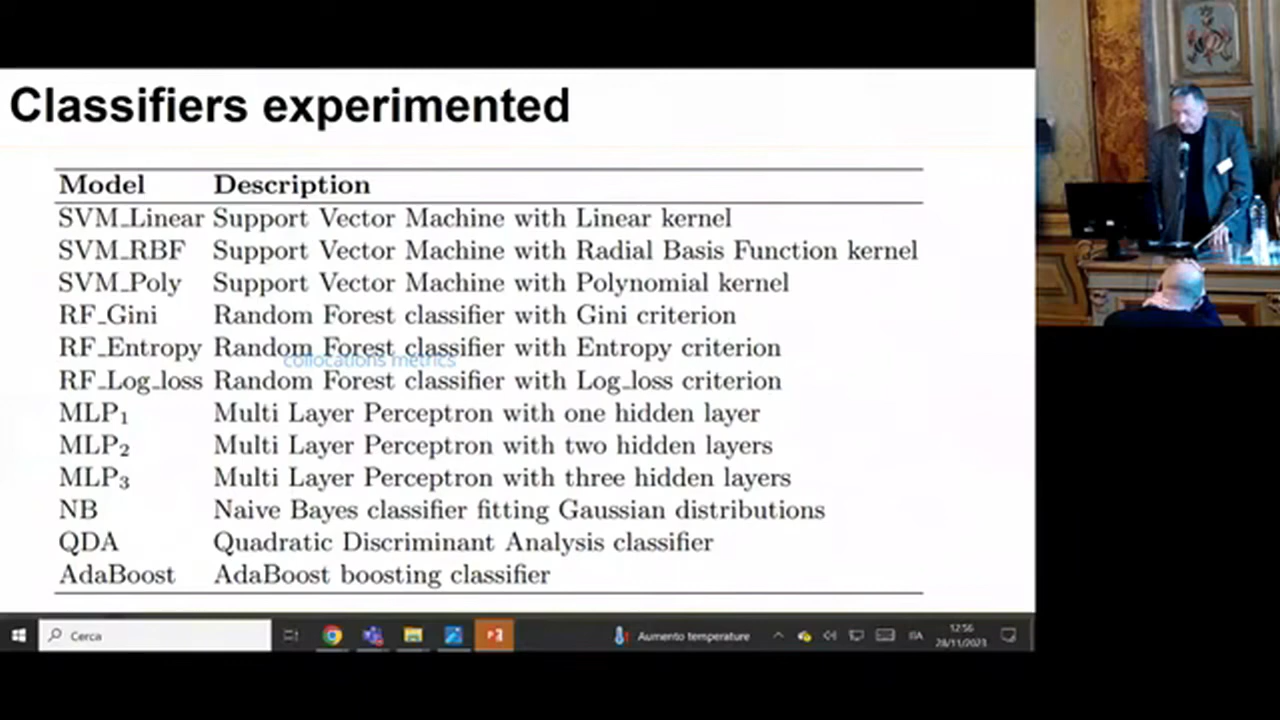 Classifiers experimented
Model Description
SVM_Linear Support Vector Machine with Linear kernel
SVM_RBF Support Vector Machine with Radial Basis Function kernel
SVM_Poly Support Vector Machine with Polynomial kernel
RF_Gini Random Forest classifier with Gini criterion
RF_Entropy Random Forest classifier with Entropy criterion
collocations metrics
RF_Log_loss Random Forest classifier with Log_loss criterion
MLP₁ Multi Layer Perceptron with one hidden layer
MLP₂ Multi Layer Perceptron with two hidden layers
MLP₃ Multi Layer Perceptron with three hidden layers
NB Naive Bayes classifier fitting Gaussian distributions
QDA Quadratic Discriminant Analysis classifier
AdaBoost AdaBoost boosting classifier
Cerca
Aumento temperature
ITA
12:56
28/11/2023